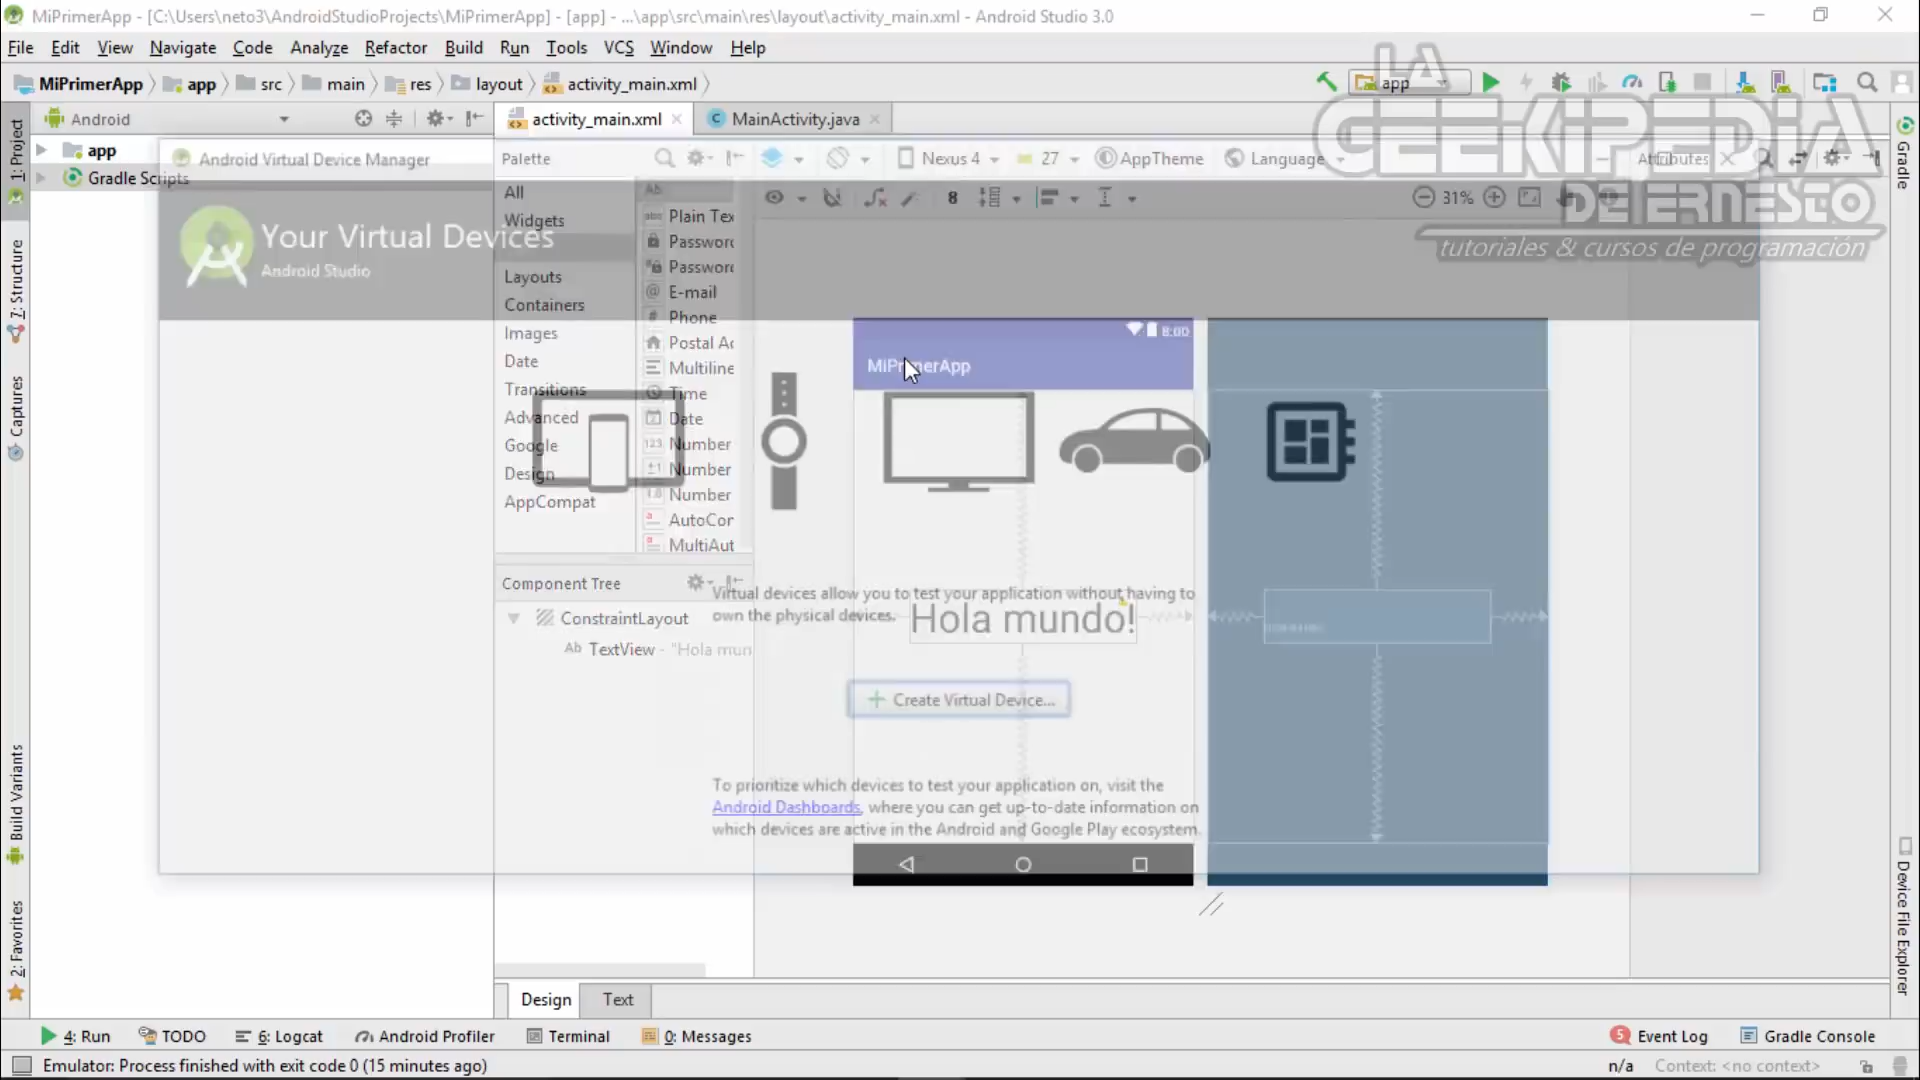 MiPrimerApp - [C:\Users\neto3\AndroidStudioProjects\MiPrimerApp] - [app] - ...\app\src\main\res\layout\activity_main.xml - Android Studio 3.0
File Edit View Navigate Code Analyze Refactor Build Run Tools VCS Window Help
MiPrimerApp app src main res layout activity_main.xml
app
LA
GEEKIPEDIA
DE ERNESTO
tutoriales & cursos de programación
Android
activity_main.xml
MainActivity.java
1: Project
7: Structure
Captures
Build Variants
2: Favorites
app
Gradle Scripts
Android Virtual Device Manager
Your Virtual Devices
Android Studio
Palette
All
Widgets
Layouts
Containers
Images
Date
Transitions
Advanced
Google
Design
AppCompat
Ab
Plain Tex
Password
Password
E-mail
Phone
Postal Ac
Multiline
Time
Date
Number
Number
Number
AutoCor
MultiAut
Nexus 4
27
AppTheme
Language
8
31%
Attributes
Gradle
Device File Explorer
8:00
MiPrimerApp
Component Tree
ConstraintLayout
Ab TextView - "Hola mun
Virtual devices allow you to test your application without having to
own the physical devices.
Hola mundo!
Create Virtual Device...
To prioritize which devices to test your application on, visit the
Android Dashboards, where you can get up-to-date information on
which devices are active in the Android and Google Play ecosystem.
Design
Text
4: Run TODO 6: Logcat Android Profiler Terminal 0: Messages
5 Event Log Gradle Console
Emulator: Process finished with exit code 0 (15 minutes ago)
n/a Context: <no context>